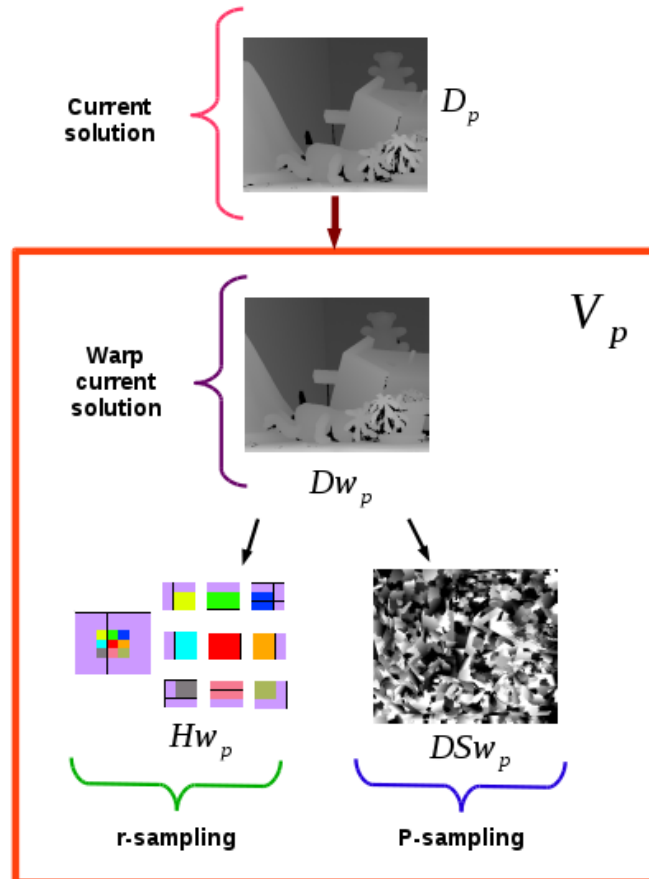 Current
solution
D_p
V_p
Warp
current
solution
Dw_p
Hw_p
DSw_p
r-sampling
P-sampling